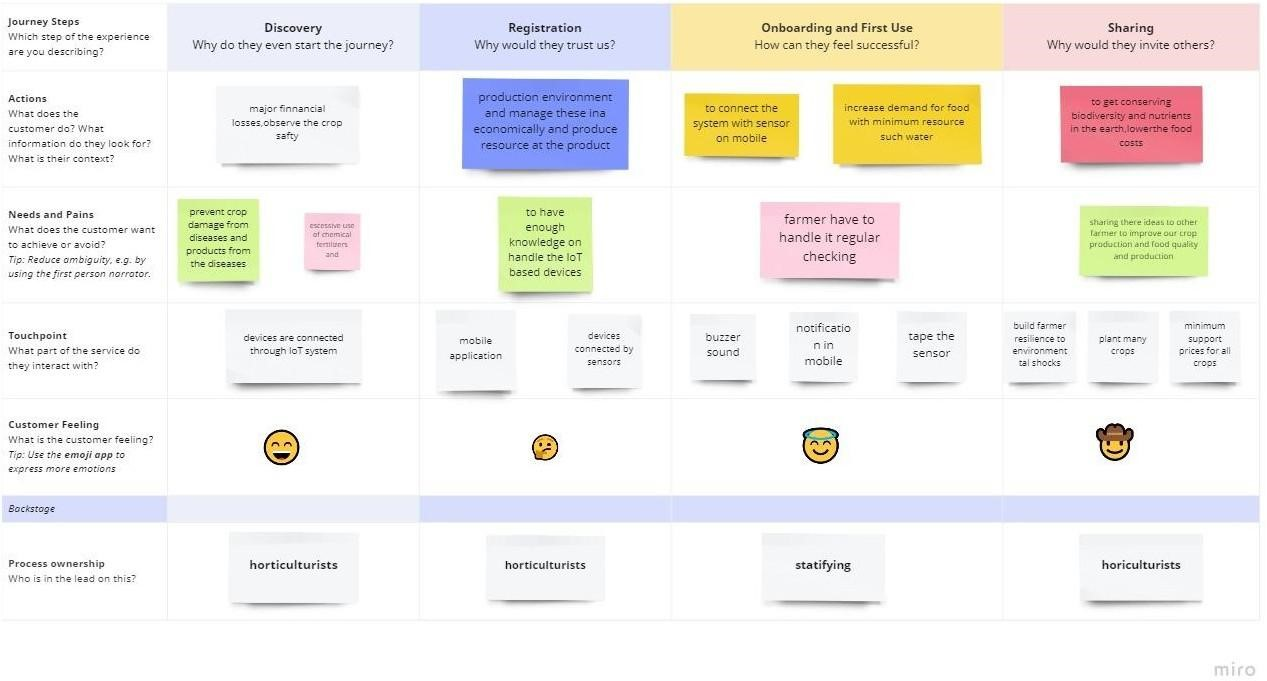 Journey Steps
Which step of the experience
are you describing?
Discovery
Why do they even start the journey?
Registration
Why would they trust us?
Onboarding and First Use
How can they feel successful?
Sharing
Why would they invite others?
Actions
What does the
customer do? What
information do they look for?
What is their context?
major finnancial
losses,observe the crop
safty
production environment
and manage these ina
economically and produce
resource at the product
to connect the
system with sensor
on mobile
increase demand for food
with minimum resource
such water
to get conserving
biodiversity and nutrients
in the earth,lowerthe food
costs
Needs and Pains
What does the customer want
to achieve or avoid?
Tip: Reduce ambiguity, e.g. by
using the first person narrator.
prevent crop
damage from
diseases and
products from
the diseases
escessive use
of chemical
fertilizers
and
to have
enough
knowledge on
handle the IoT
based devices
farmer have to
handle it regular
checking
sharing there ideas to other
farmer to improve our crop
production and food quality
and production
Touchpoint
What part of the service do
they interact with?
devices are connected
through IoT system
mobile
application
devices
connected by
sensors
buzzer
sound
notificatio
n in
mobile
tape the
sensor
build farmer
resilience to
environment
tal shocks
plant many
crops
minimum
support
prices for all
crops
Customer Feeling
What is the customer feeling?
Tip: Use the emoji app to
express more emotions
Backstage
Process ownership
Who is in the lead on this?
horticulturists
horticulturists
statifying
horiculturists
miro